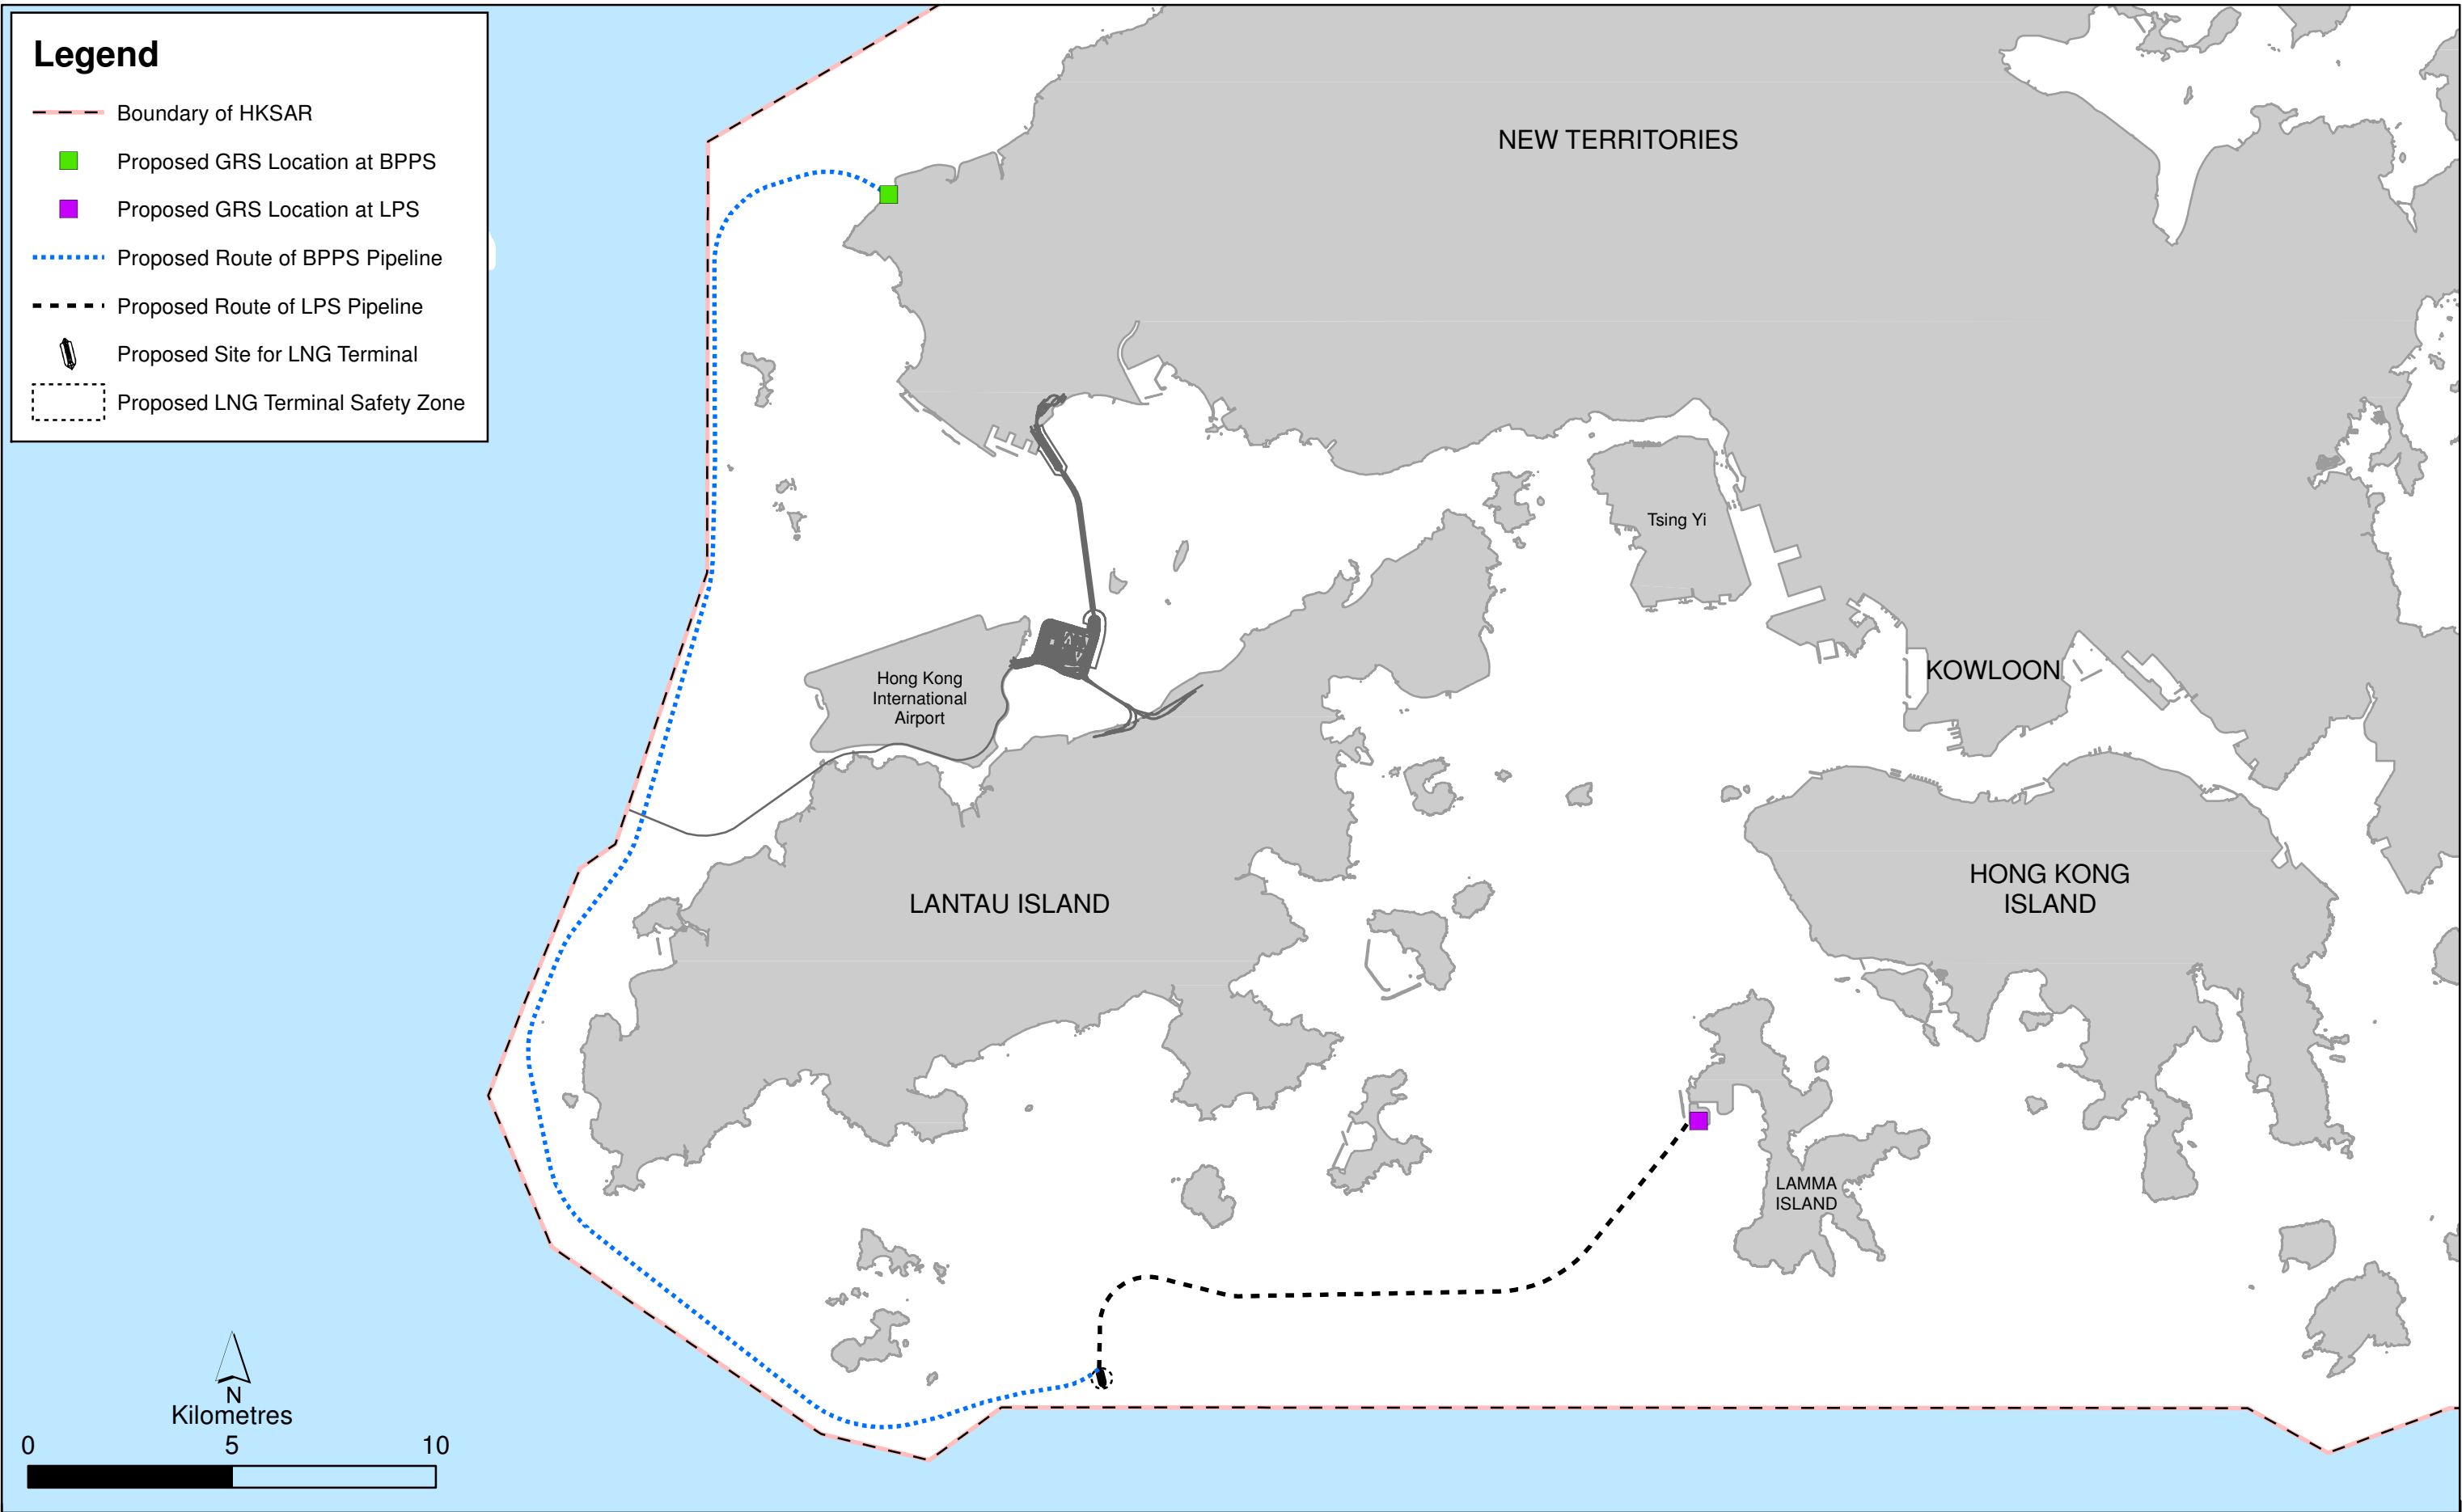 Legend
Boundary of HKSAR
Proposed GRS Location at BPPS
Proposed GRS Location at LPS
Proposed Route of BPPS Pipeline
Proposed Route of LPS Pipeline
Proposed Site for LNG Terminal
Proposed LNG Terminal Safety Zone
NEW TERRITORIES
Tsing Yi
KOWLOON
Hong Kong
International
Airport
LANTAU ISLAND
HONG KONG
ISLAND
LAMMA
ISLAND
N
Kilometres
0 5 10